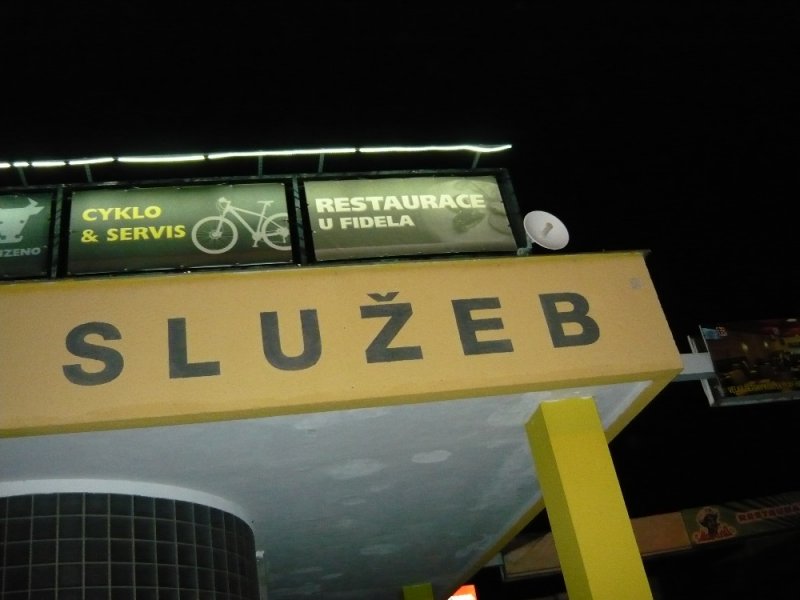 CYKLO
& SERVIS
RESTAURACE
U FIDELA
SLUŽEB